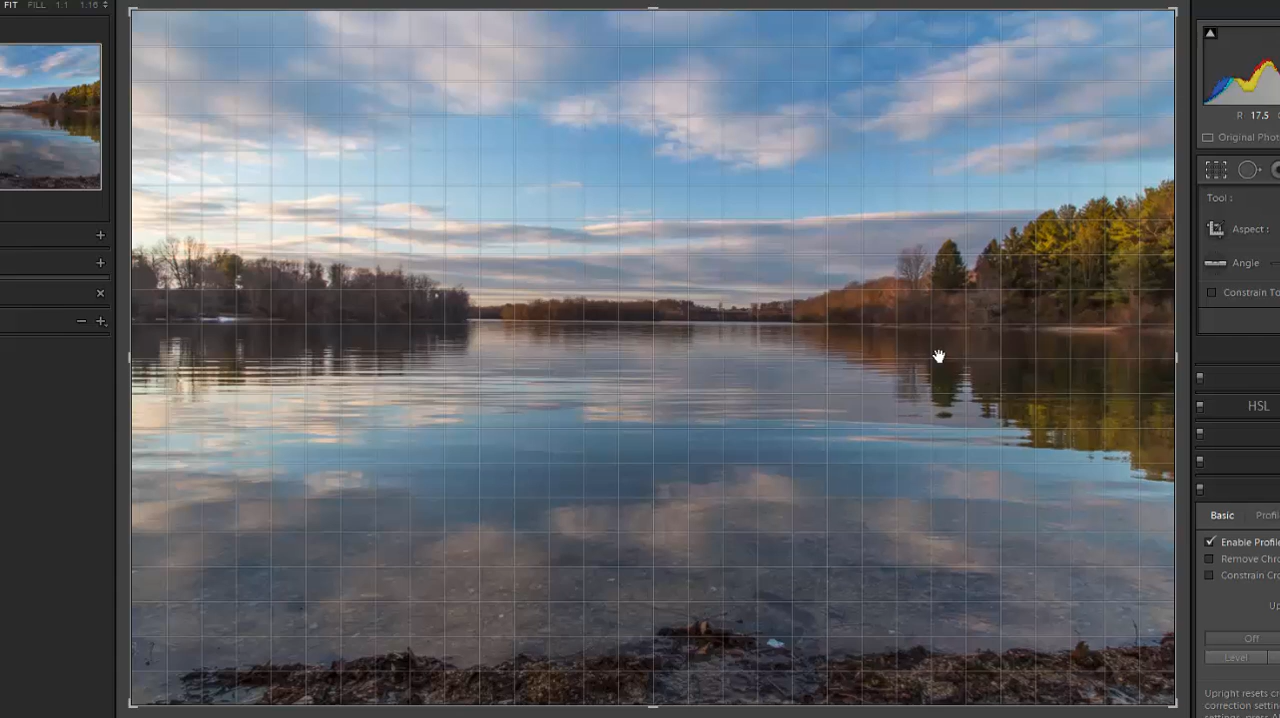 FIT FILL 1:1 1:16
R 17.5
Original Phot
Tool :
Aspect :
Angle
Constrain To
HSL
Basic Profil
Enable Profile
Remove Chro
Constrain Cro
Up
Off
Level
Upright resets cr
correction settin